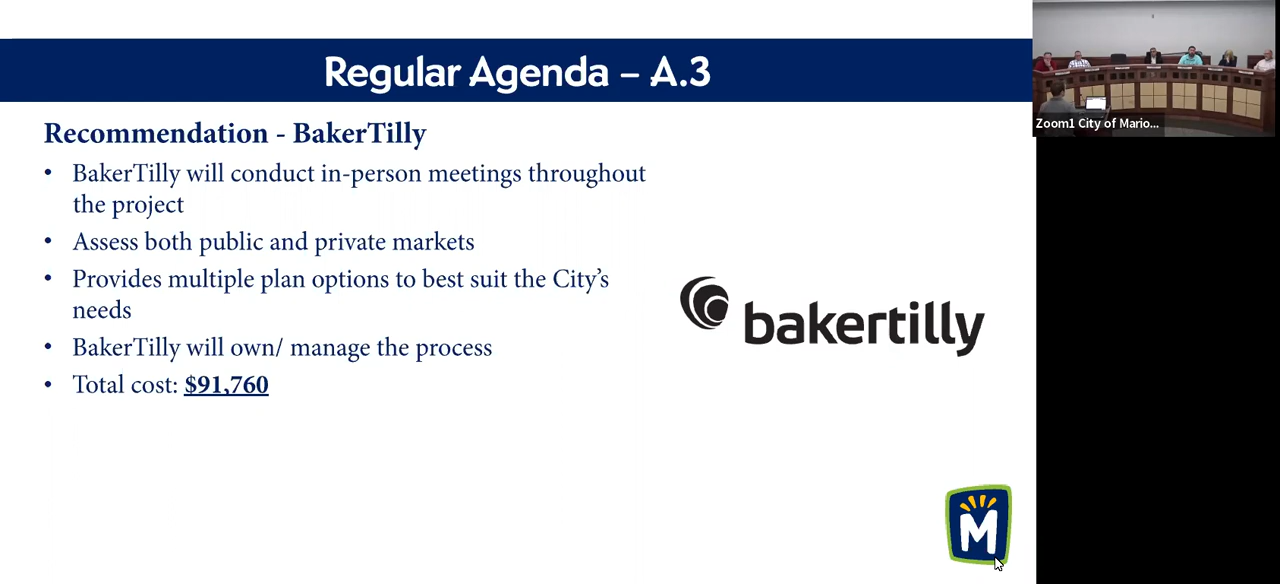 Regular Agenda – A.3
Recommendation - BakerTilly
• BakerTilly will conduct in-person meetings throughout
the project
• Assess both public and private markets
• Provides multiple plan options to best suit the City’s
needs
• BakerTilly will own/ manage the process
• Total cost: $91,760
bakertilly
M
Zoom1 City of Mario...